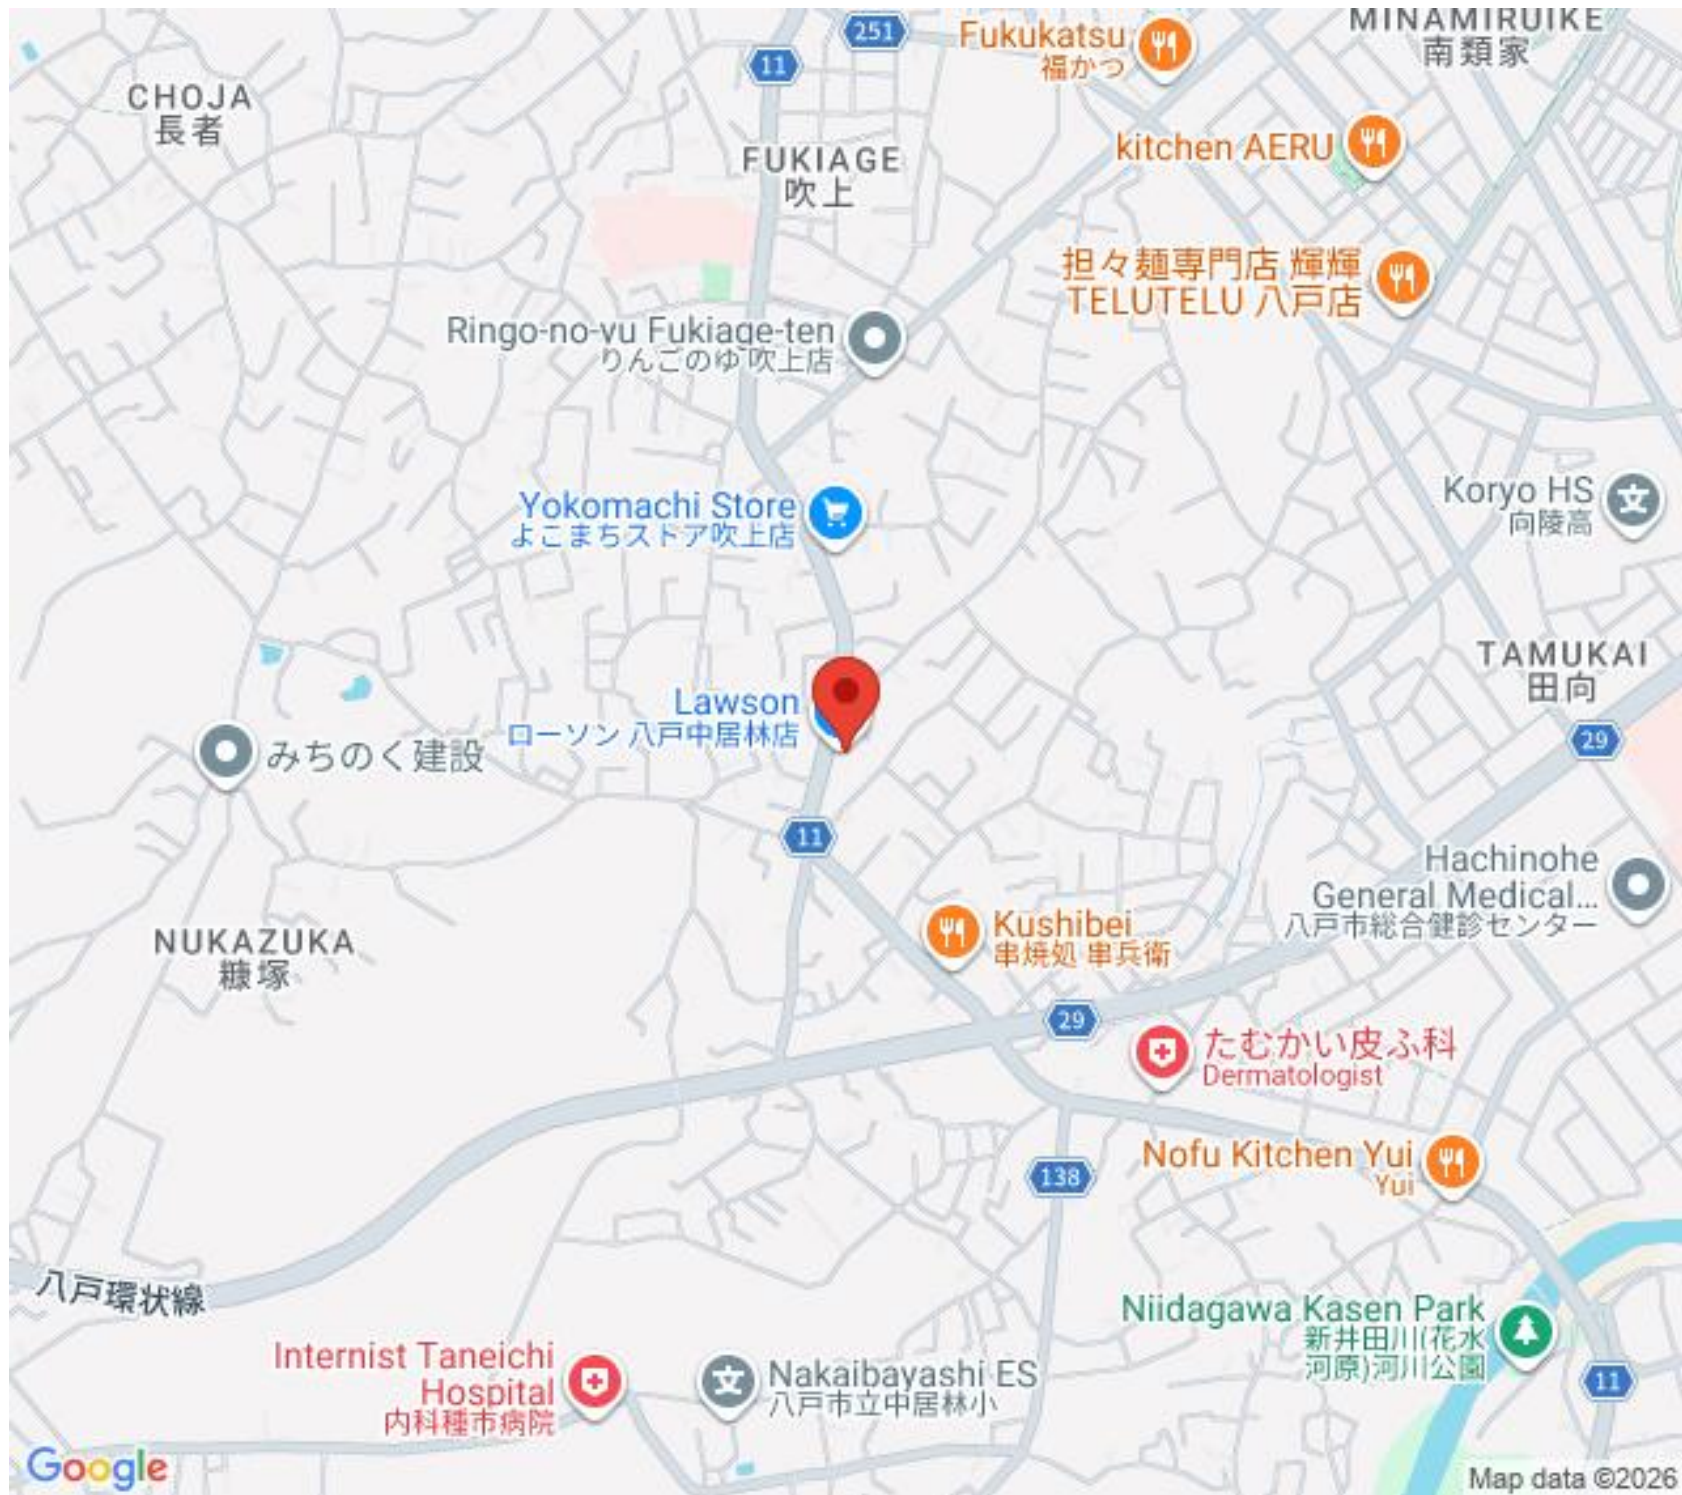 MINAMIRUIKE
南類家
251
Fukukatsu
福かつ
11
CHOJA
長者
kitchen AERU
FUKIAGE
吹上
担々麺専門店 輝輝
TELUTELU 八戸店
Ringo-no-yu Fukiage-ten
りんごのゆ 吹上店
Koryo HS
向陵高
Yokomachi Store
よこまちストア吹上店
TAMUKAI
田向
Lawson
ローソン 八戸中居林店
29
みちのく建設
11
Hachinohe
General Medical...
八戸市総合健診センター
Kushibei
串焼処 串兵衛
NUKAZUKA
糠塚
29
たむかい皮ふ科
Dermatologist
Nofu Kitchen Yui
Yui
138
八戸環状線
Niidagawa Kasen Park
新井田川(花水
河原)河川公園
Internist Taneichi
Hospital
内科種市病院
Nakaibayashi ES
八戸市立中居林小
11
Google
Map data ©2026